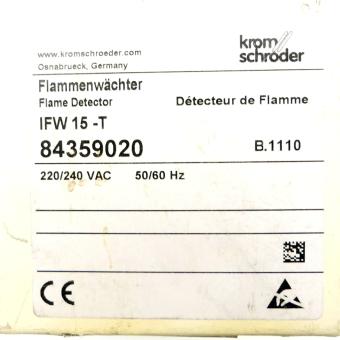 www.kromschroeder.com
Osnabrueck, Germany
krom
schröder
Flammenwächter
Flame Detector
Détecteur de Flamme
IFW 15 -T
84359020
B.1110
220/240 VAC 50/60 Hz
CE